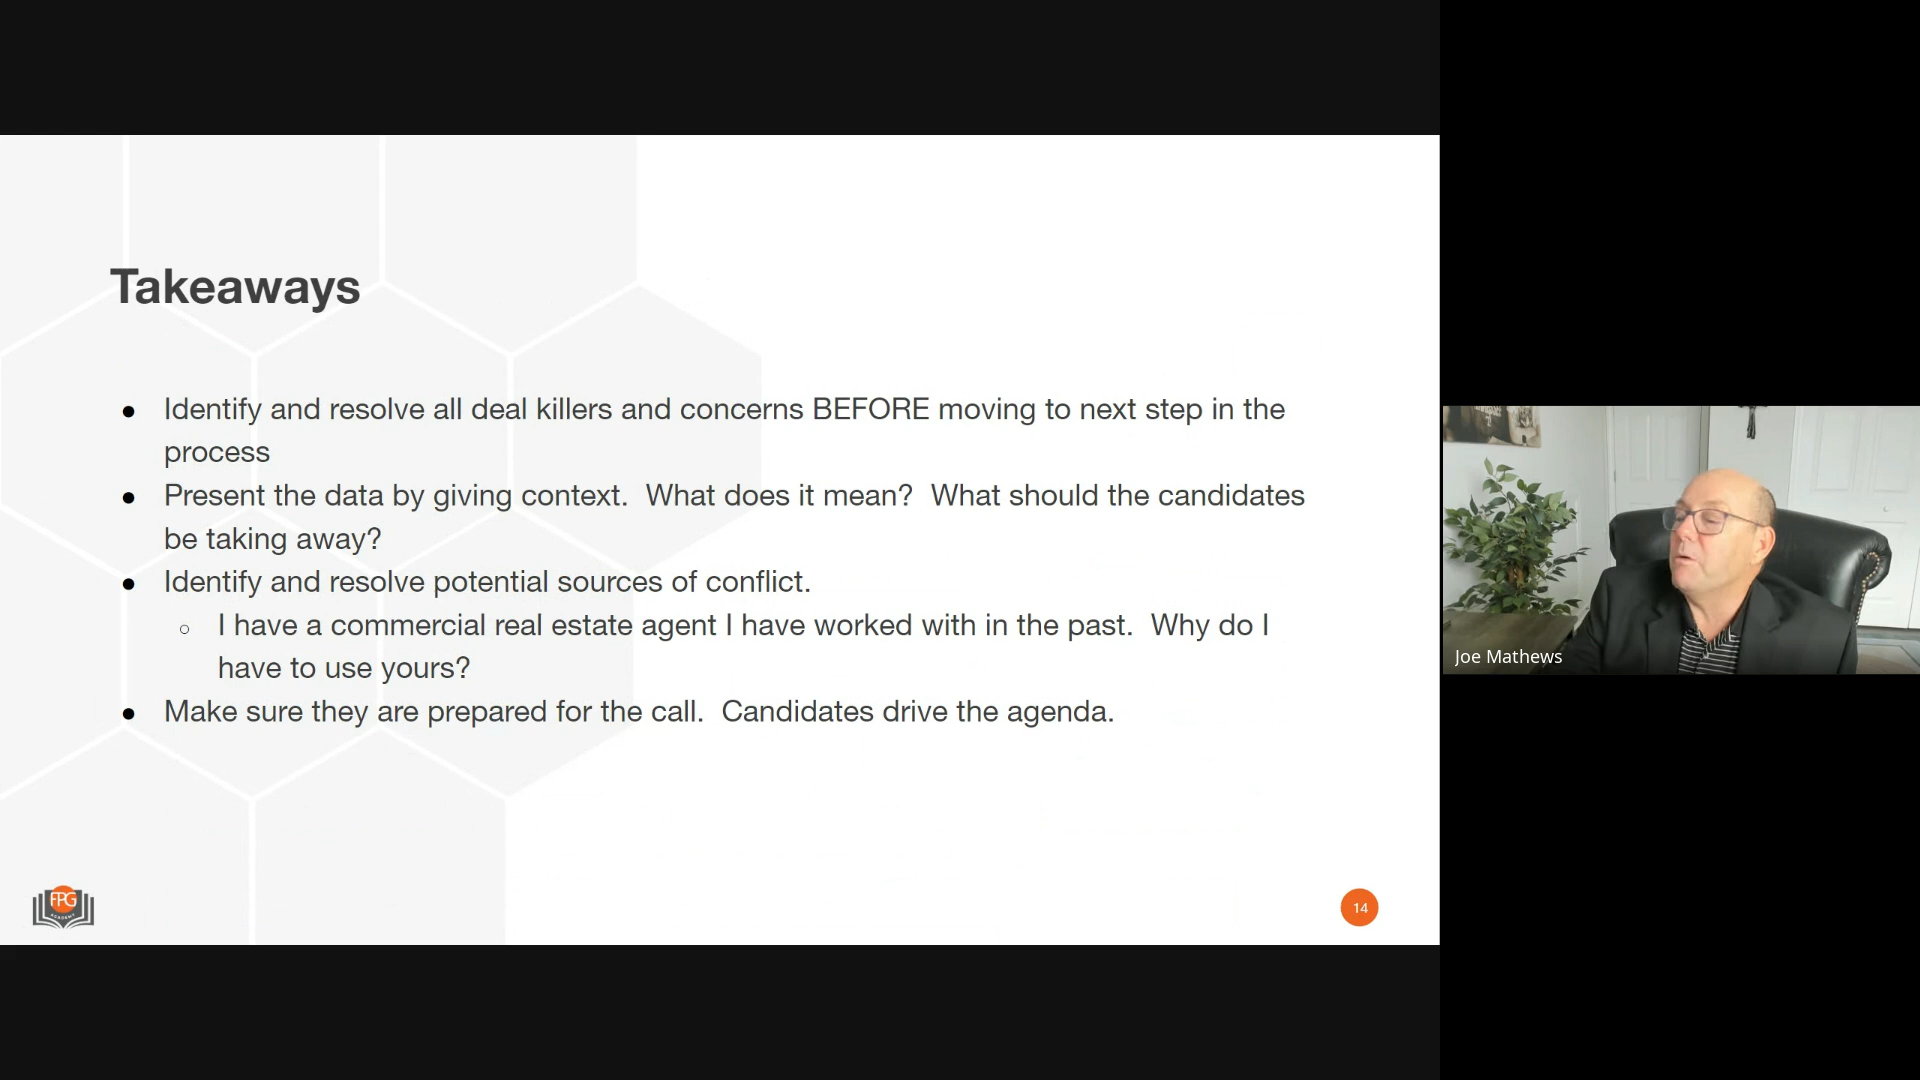 Takeaways
● Identify and resolve all deal killers and concerns BEFORE moving to next step in the
process
● Present the data by giving context.  What does it mean?  What should the candidates
be taking away?
● Identify and resolve potential sources of conflict.
○ I have a commercial real estate agent I have worked with in the past.  Why do I
have to use yours?
● Make sure they are prepared for the call.  Candidates drive the agenda.
FPG
ACADEMY
14
Joe Mathews